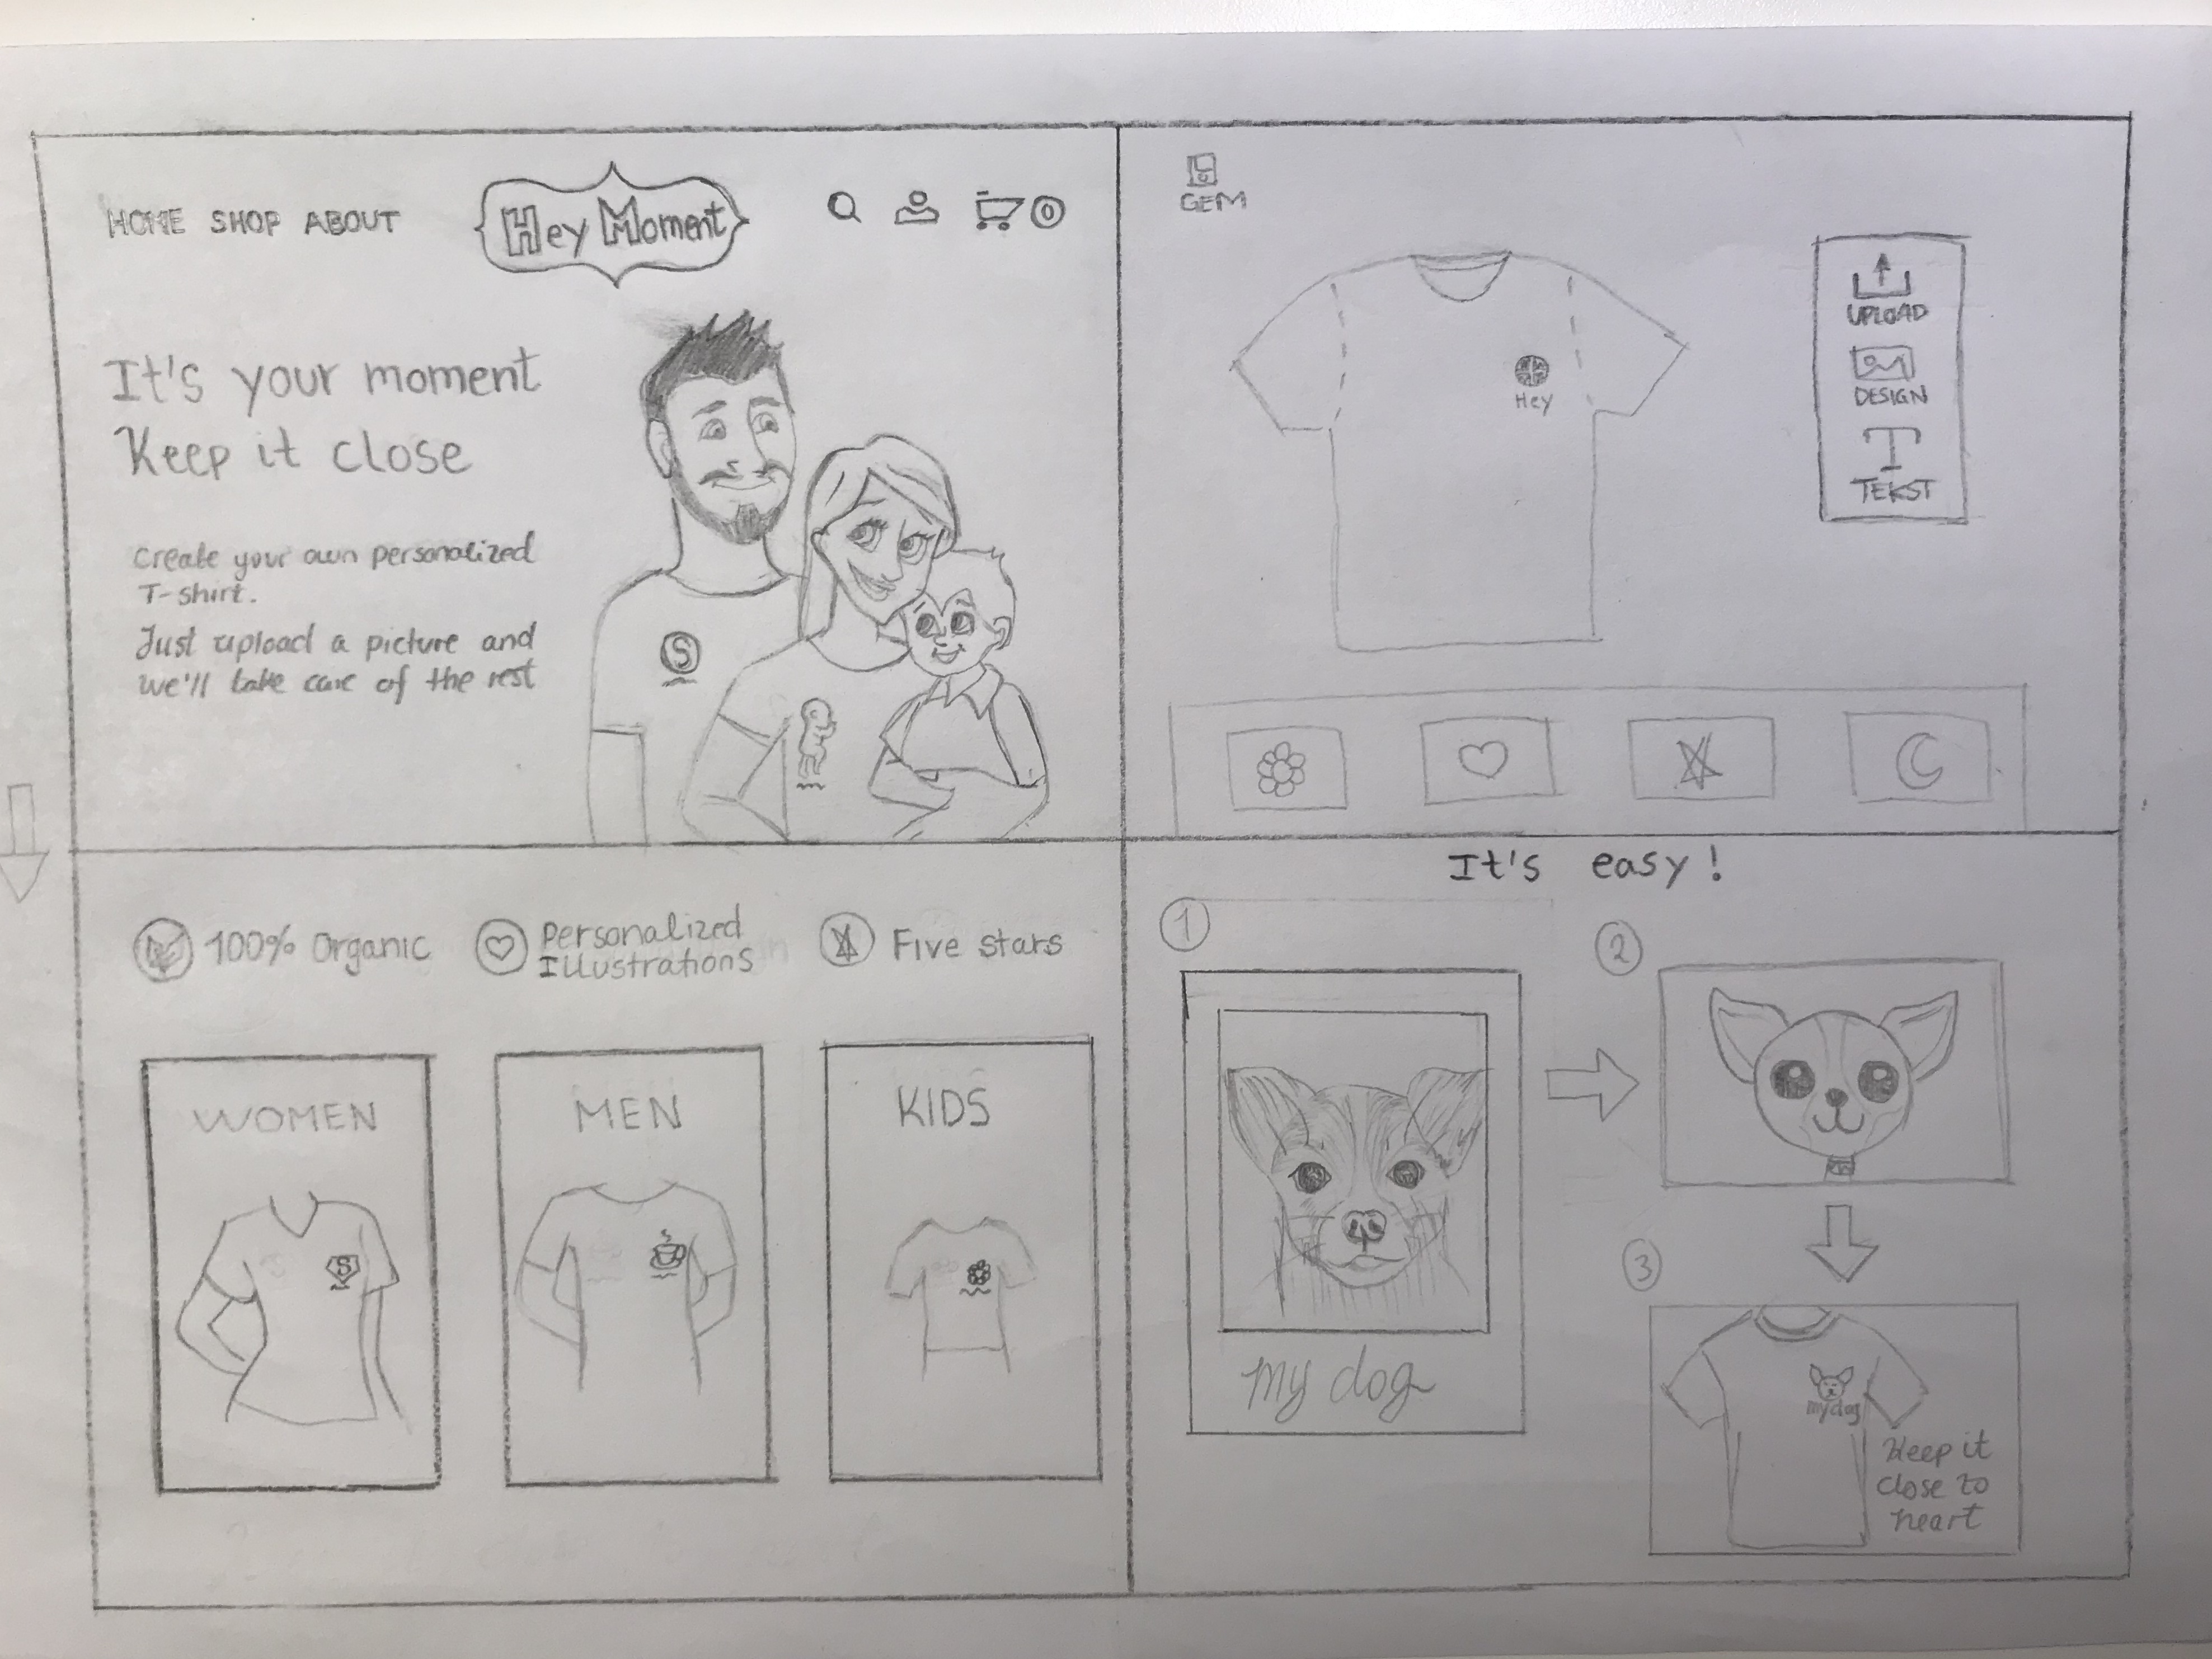 HOME SHOP ABOUT
Hey Moment
0
It's your moment
Keep it close
Create your own personalized
T-shirt.
Just upload a picture and
we'll take care of the rest
S
GEM
Hey
UPLOAD
DESIGN
TEKST
100% Organic
Personalized
Illustrations
Five stars
WOMEN
S
MEN
KIDS
It's easy!
1
my dog
2
3
my dog
Keep it
close to
heart